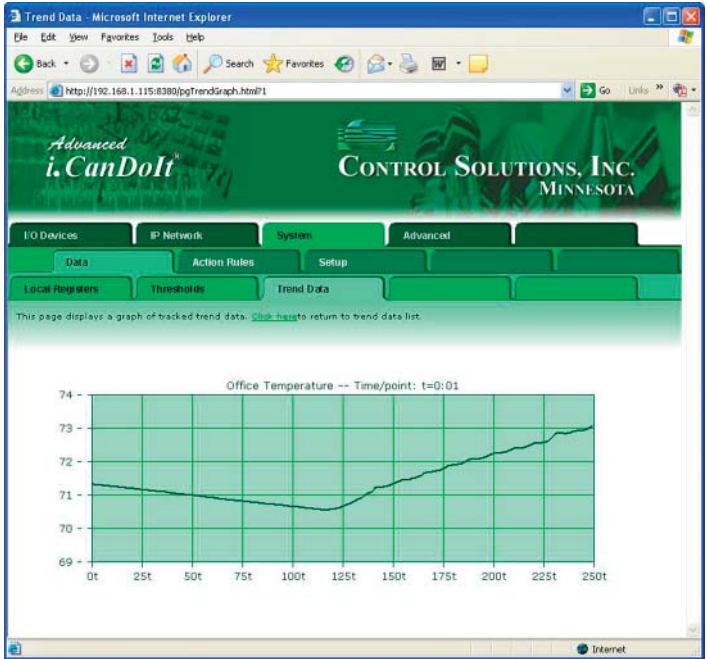 Trend Data - Microsoft Internet Explorer
File Edit View Favorites Tools Help
Back Search Favorites
Address http://192.168.1.115:8380/pgTrendGraph.html?1 Go Links »
Advanced
i.CanDoIt®
CONTROL SOLUTIONS, INC.
MINNESOTA
I/O Devices IP Network System Advanced
Data Action Rules Setup
Local Registers Thresholds Trend Data
This page displays a graph of tracked trend data. Click here to return to trend data list.
Office Temperature -- Time/point: t=0:01
74 -
73 -
72 -
71 -
70 -
69 -
0t 25t 50t 75t 100t 125t 150t 175t 200t 225t 250t
Internet